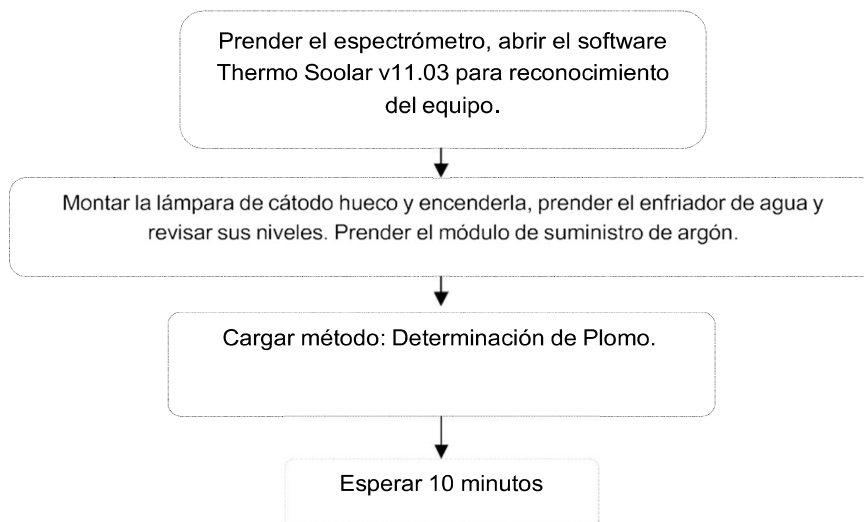 Prender el espectrómetro, abrir el software
Thermo Soolar v11.03 para reconocimiento
del equipo.
Montar la lámpara de cátodo hueco y encenderla, prender el enfriador de agua y
revisar sus niveles. Prender el módulo de suministro de argón.
Cargar método: Determinación de Plomo.
Esperar 10 minutos